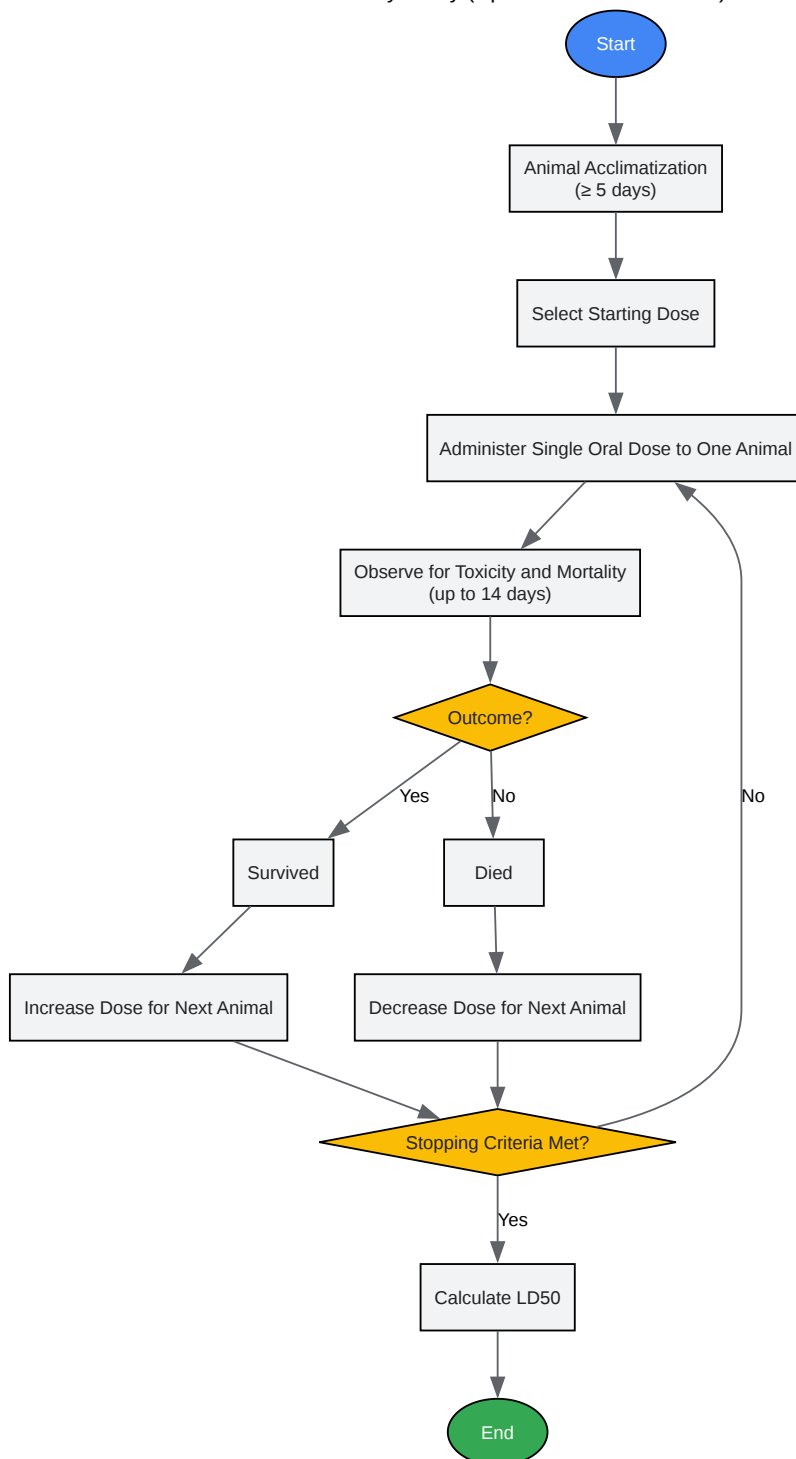 Start
Animal Acclimatization
(≥ 5 days)
Select Starting Dose
Administer Single Oral Dose to One Animal
Observe for Toxicity and Mortality
(up to 14 days)
Outcome?
Yes
No
No
Survived
Died
Increase Dose for Next Animal
Decrease Dose for Next Animal
Stopping Criteria Met?
Yes
Calculate LD50
End